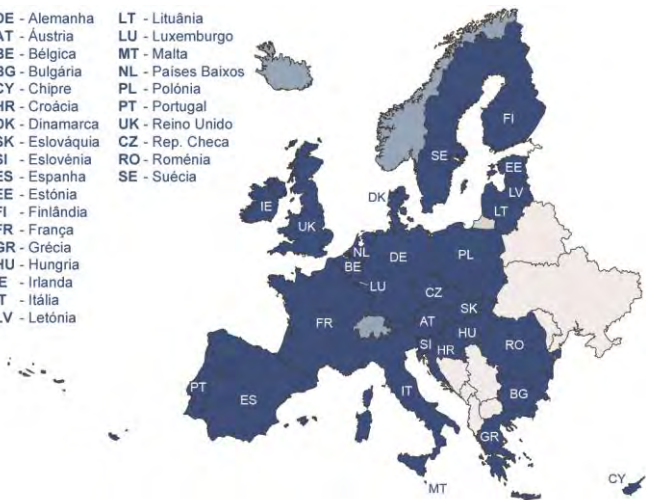 DE - Alemanha
AT - Áustria
BE - Bélgica
BG - Bulgária
CY - Chipre
HR - Croácia
DK - Dinamarca
SK - Eslováquia
SI - Eslovénia
ES - Espanha
EE - Estónia
FI - Finlândia
FR - França
GR - Grécia
HU - Hungria
E - Irlanda
T - Itália
LV - Letónia
LT - Lituânia
LU - Luxemburgo
MT - Malta
NL - Países Baixos
PL - Polónia
PT - Portugal
UK - Reino Unido
CZ - Rep. Checa
RO - Roménia
SE - Suécia
FI
SE
EE
LV
LT
DK
IE
UK
NL
DE
PL
BE
LU
CZ
SK
FR
AT
HU
SI
HR
RO
PT
ES
IT
BG
GR
MT
CY